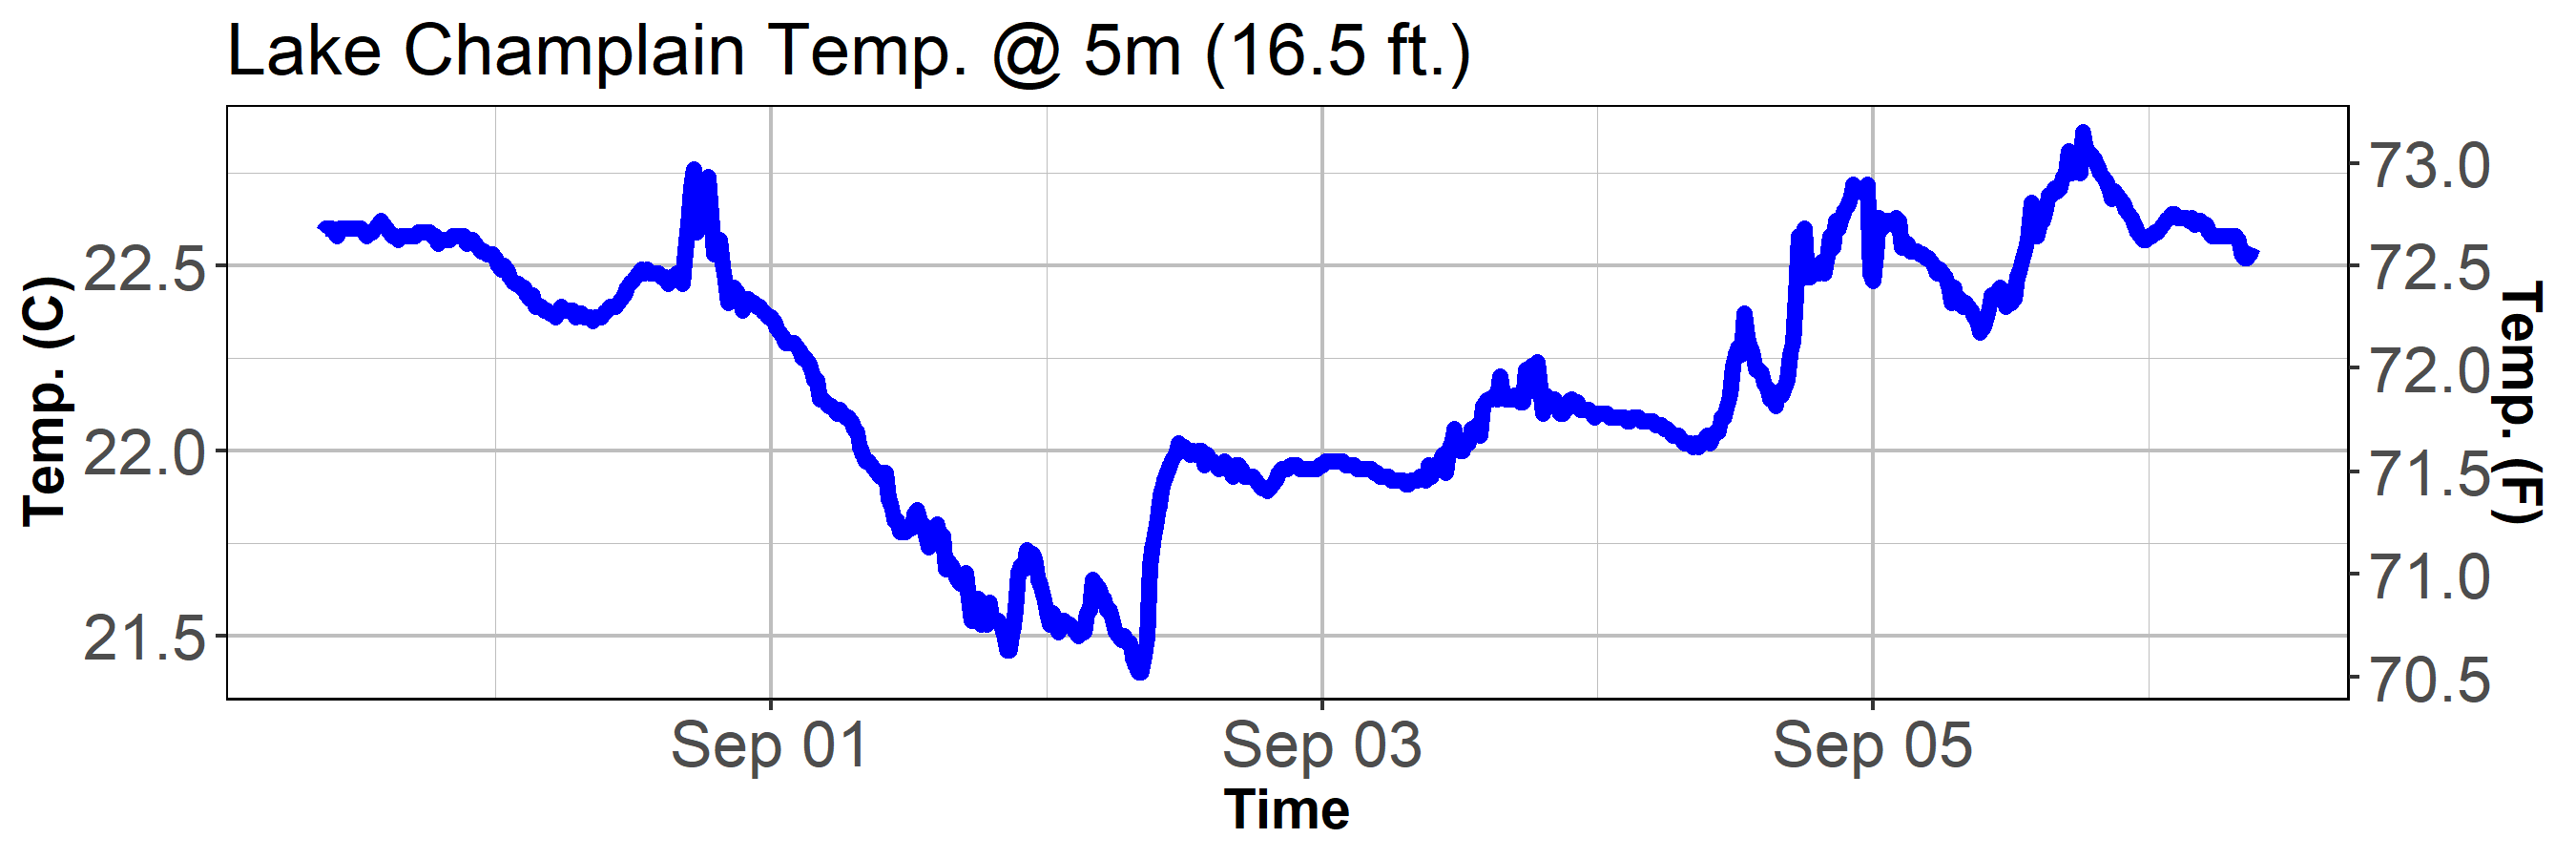 Lake Champlain Temp. @ 5m (16.5 ft.)
Temp. (C)
22.5
22.0
21.5
73.0
72.5
72.0
71.5
71.0
70.5
Temp. (F)
Sep 01
Sep 03
Sep 05
Time